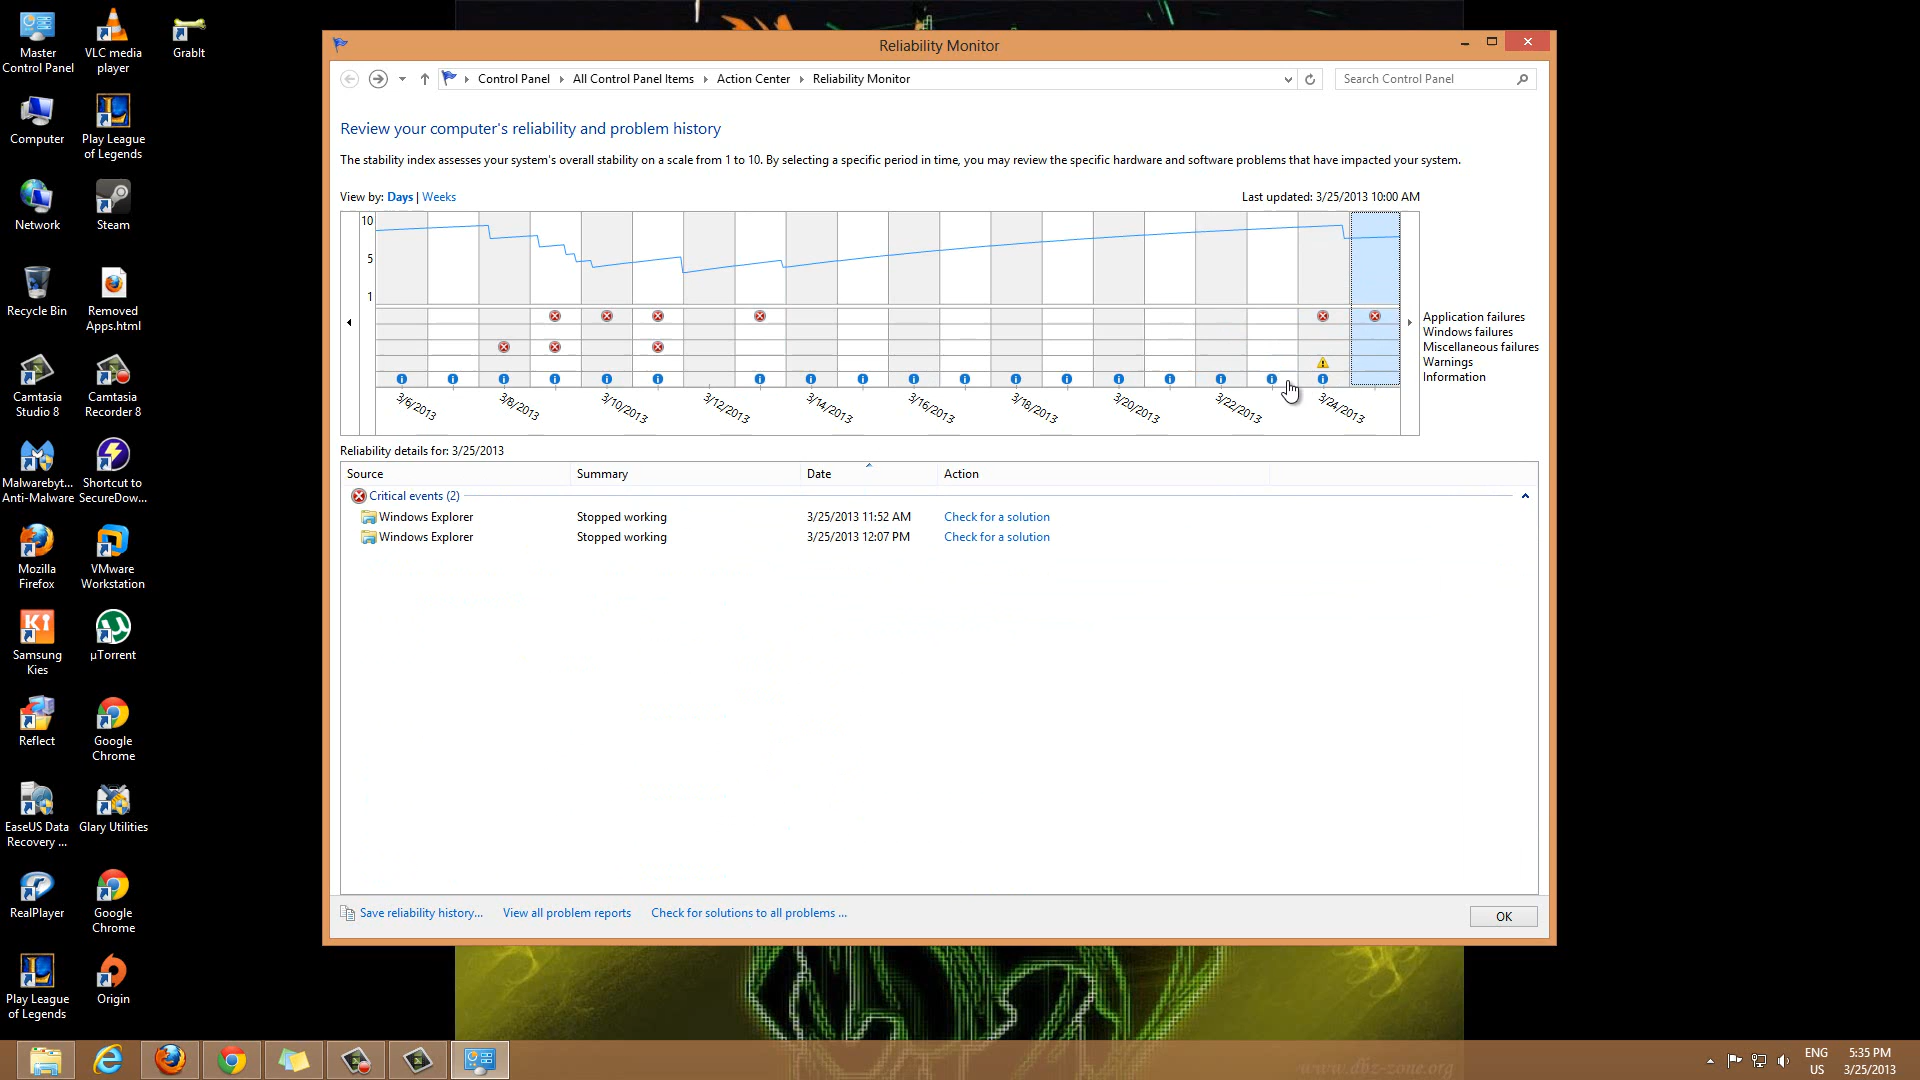 Master
Control Panel
VLC media
player
GrabIt
Computer
Play League
of Legends
Network
Steam
Recycle Bin
Removed
Apps.html
Camtasia
Studio 8
Camtasia
Recorder 8
Malwarebyt...
Anti-Malware
Shortcut to
SecureDow...
Mozilla
Firefox
VMware
Workstation
Samsung
Kies
µTorrent
Reflect
Google
Chrome
EaseUS Data
Recovery ...
Glary Utilities
RealPlayer
Google
Chrome
Play League
of Legends
Origin
Reliability Monitor
Control Panel
All Control Panel Items
Action Center
Reliability Monitor
Search Control Panel
Review your computer's reliability and problem history
The stability index assesses your system's overall stability on a scale from 1 to 10. By selecting a specific period in time, you may review the specific hardware and software problems that have impacted your system.
View by: Days | Weeks
Last updated: 3/25/2013 10:00 AM
10
5
1
Application failures
Windows failures
Miscellaneous failures
Warnings
Information
3/6/2013
3/8/2013
3/10/2013
3/12/2013
3/14/2013
3/16/2013
3/18/2013
3/20/2013
3/22/2013
3/24/2013
Reliability details for: 3/25/2013
Source Summary Date Action
Critical events (2)
Windows Explorer Stopped working 3/25/2013 11:52 AM Check for a solution
Windows Explorer Stopped working 3/25/2013 12:07 PM Check for a solution
Save reliability history...
View all problem reports
Check for solutions to all problems ...
OK
www.dbz-zone.org
ENG
US
5:35 PM
3/25/2013